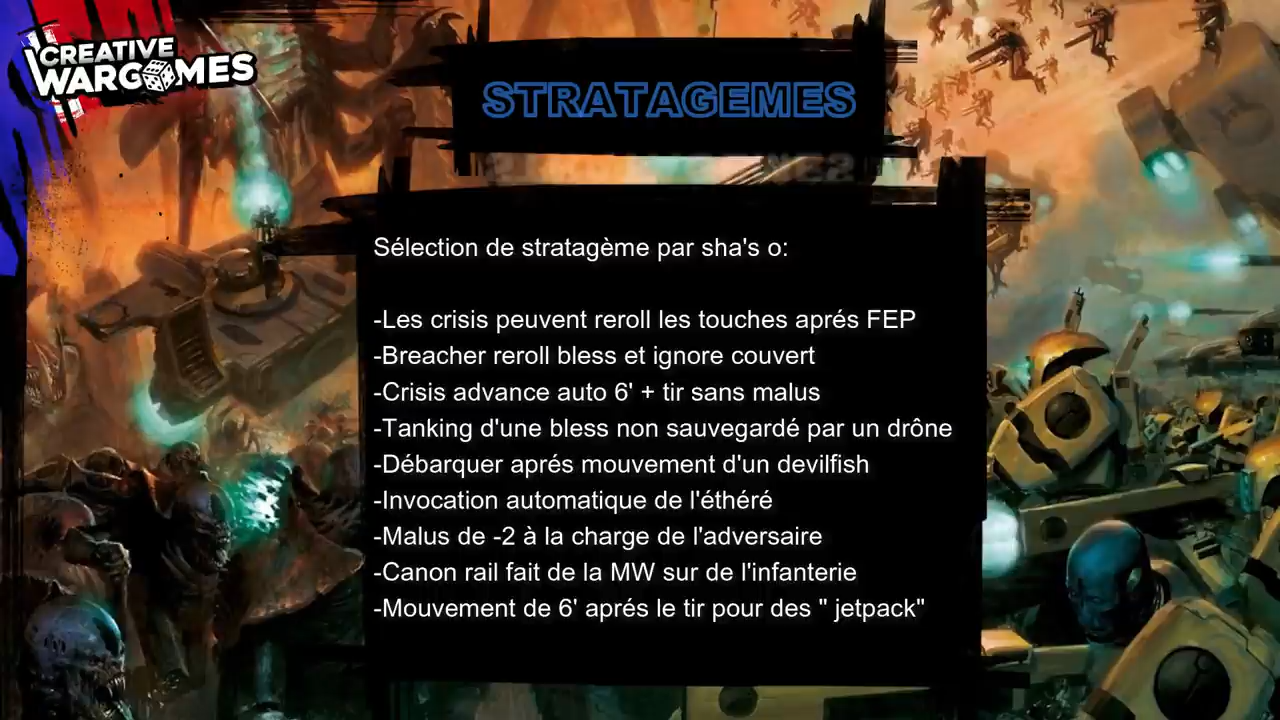 CREATIVE
WARGAMES
STRATAGEMES
Sélection de stratagème par sha's o:
-Les crisis peuvent reroll les touches aprés FEP
-Breacher reroll bless et ignore couvert
-Crisis advance auto 6' + tir sans malus
-Tanking d'une bless non sauvegardé par un drône
-Débarquer aprés mouvement d'un devilfish
-Invocation automatique de l'éthéré
-Malus de -2 à la charge de l'adversaire
-Canon rail fait de la MW sur de l'infanterie
-Mouvement de 6' aprés le tir pour des " jetpack"